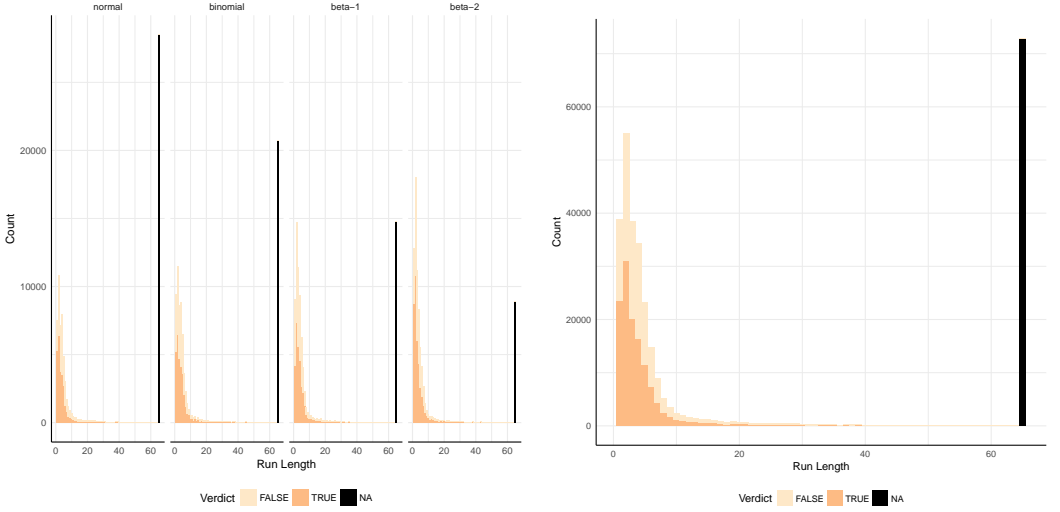 normal binomial beta−1 beta−2
20000
10000
0
Count
0 20 40 60 0 20 40 60 0 20 40 60 0 20 40 60
Run Length
Verdict FALSE TRUE NA
60000
40000
20000
0
Count
0 20 40 60
Run Length
Verdict FALSE TRUE NA